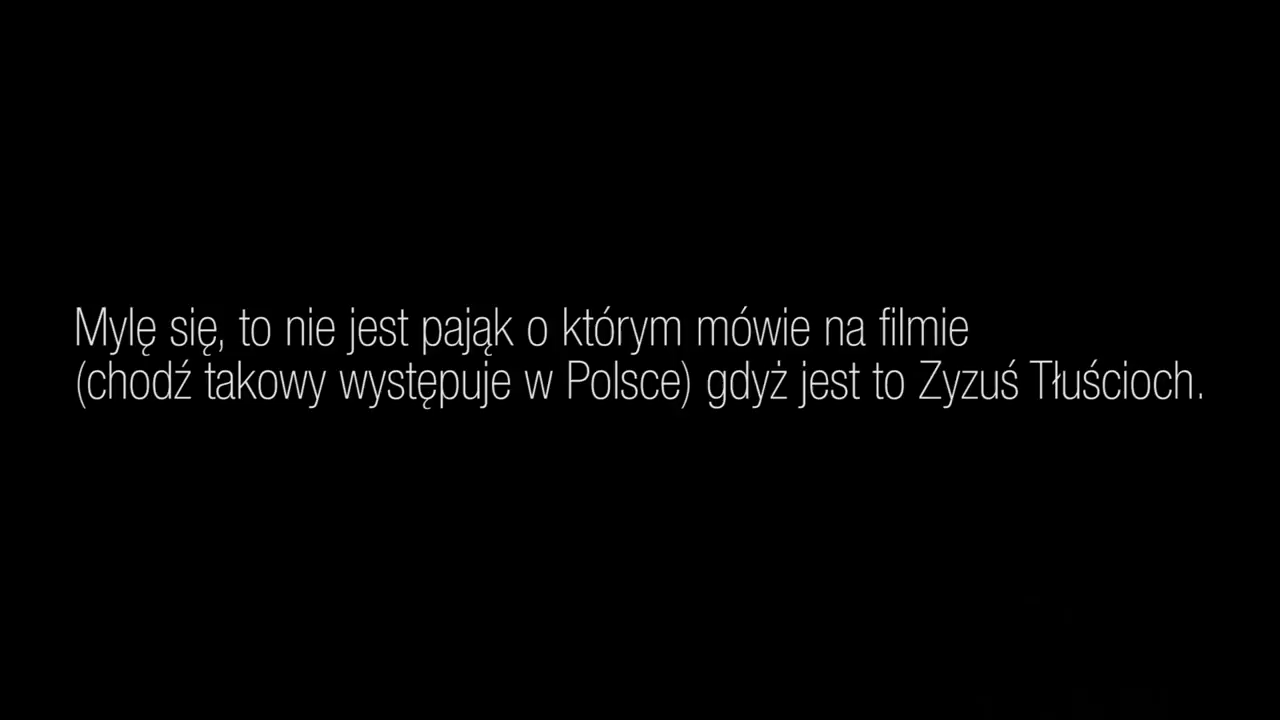 Mylę się, to nie jest pająk o którym mówie na filmie
(chodź takowy występuje w Polsce) gdyż jest to Zyzuś Tłuścioch.